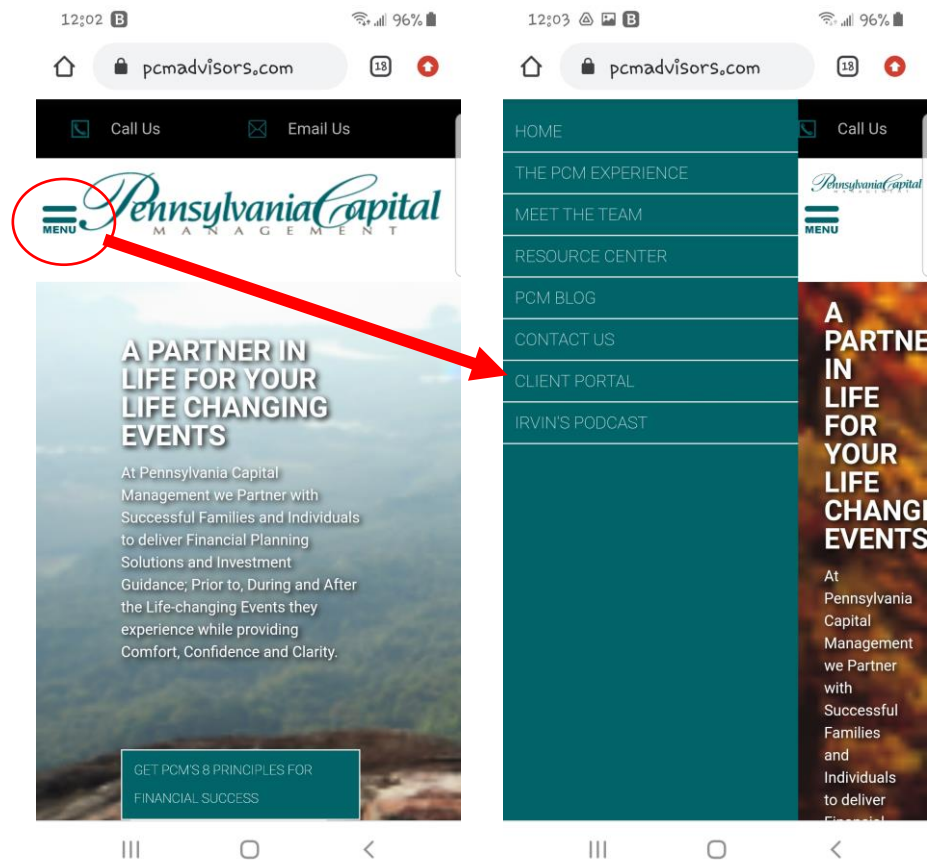 12:02 B 96%
pcmadvisors.com 18
Call Us Email Us
Pennsylvania Capital
MANAGEMENT
MENU
A PARTNER IN
LIFE FOR YOUR
LIFE CHANGING
EVENTS
At Pennsylvania Capital
Management we Partner with
Successful Families and Individuals
to deliver Financial Planning
Solutions and Investment
Guidance; Prior to, During and After
the Life-changing Events they
experience while providing
Comfort, Confidence and Clarity.
GET PCM'S 8 PRINCIPLES FOR
FINANCIAL SUCCESS
12:03 B 96%
pcmadvisors.com 18
HOME
THE PCM EXPERIENCE
MEET THE TEAM
RESOURCE CENTER
PCM BLOG
CONTACT US
CLIENT PORTAL
IRVIN'S PODCAST
Call Us
Pennsylvania Capital
MENU
A
PARTNE
IN
LIFE
FOR
YOUR
LIFE
CHANGI
EVENTS
At
Pennsylvania
Capital
Management
we Partner
with
Successful
Families
and
Individuals
to deliver